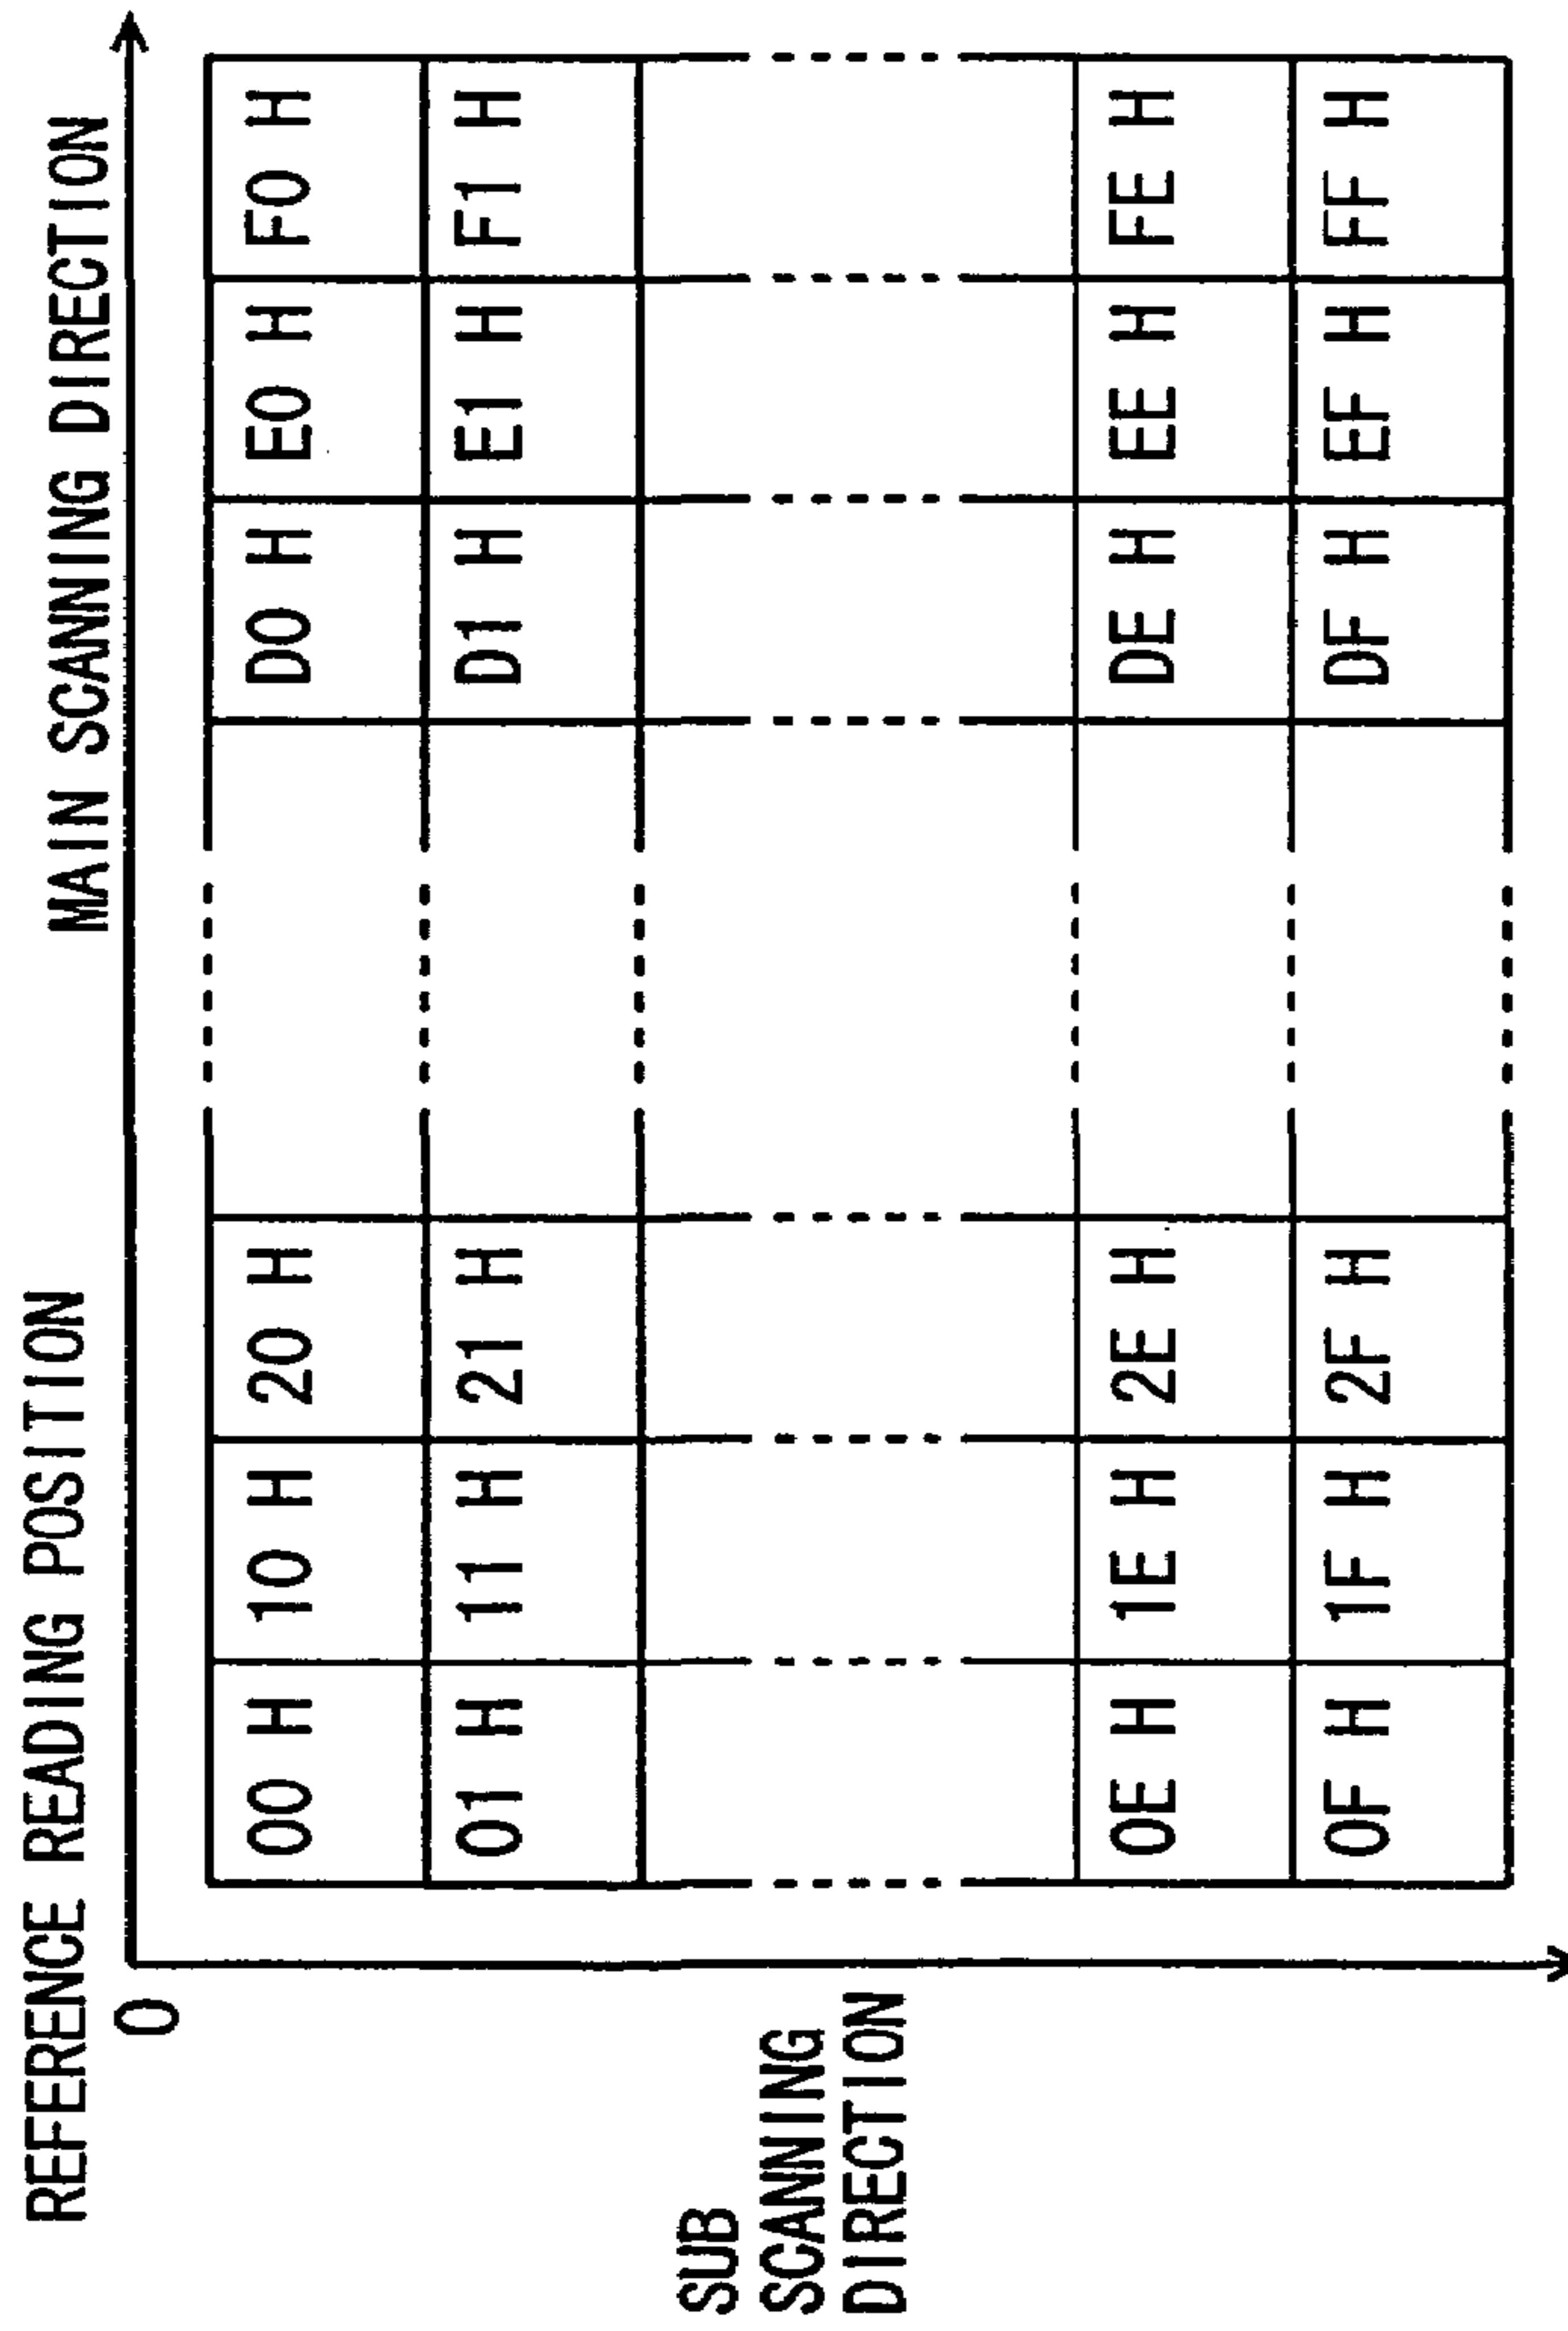 REFERENCE READING POSITION
MAIN SCANNING DIRECTION
0
00 H 10 H 20 H D0 H E0 H F0 H
01 H 11 H 21 H D1 H E1 H F1 H
SUB
SCANNING
DIRECTION
0E H 1E H 2E H DE H EE H FE H
0F H 1F H 2F H DF H EF H FF H